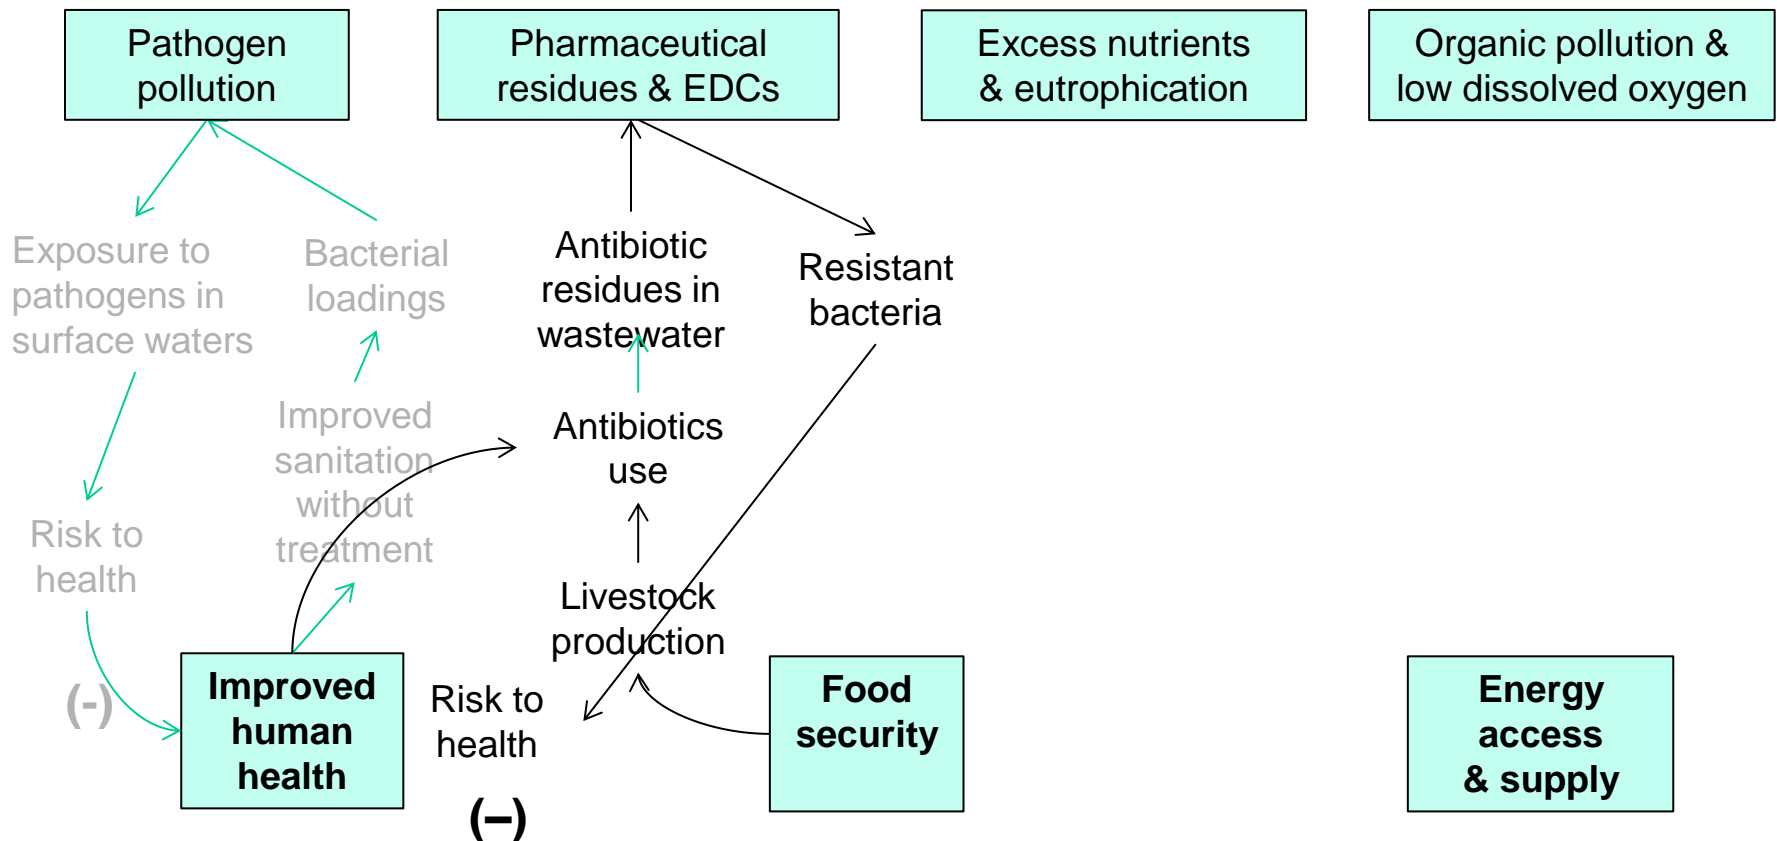 Pathogen
pollution
Pharmaceutical
residues & EDCs
Excess nutrients
& eutrophication
Organic pollution &
low dissolved oxygen
Exposure to
pathogens in
surface waters
Bacterial
loadings
Antibiotic
residues in
wastewater
Resistant
bacteria
Improved
sanitation
without
treatment
Antibiotics
use
Risk to
health
Livestock
production
(-)
Improved
human
health
Risk to
health
(–)
Food
security
Energy
access
& supply